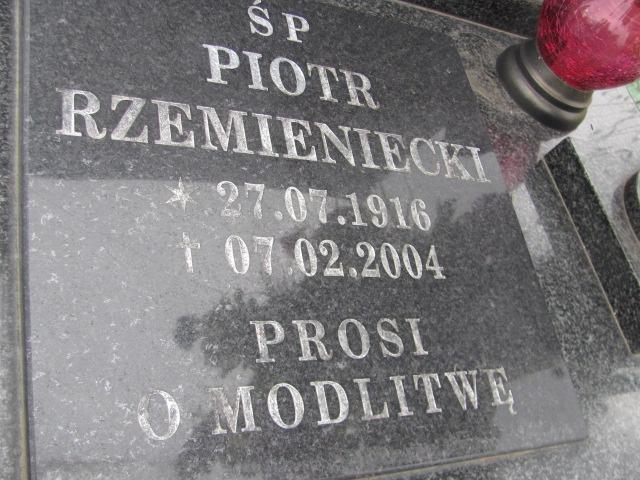 ŚP
PIOTR
RZEMIENIECKI
* 27.07.1916
† 07.02.2004
PROSI
O MODLITWĘ